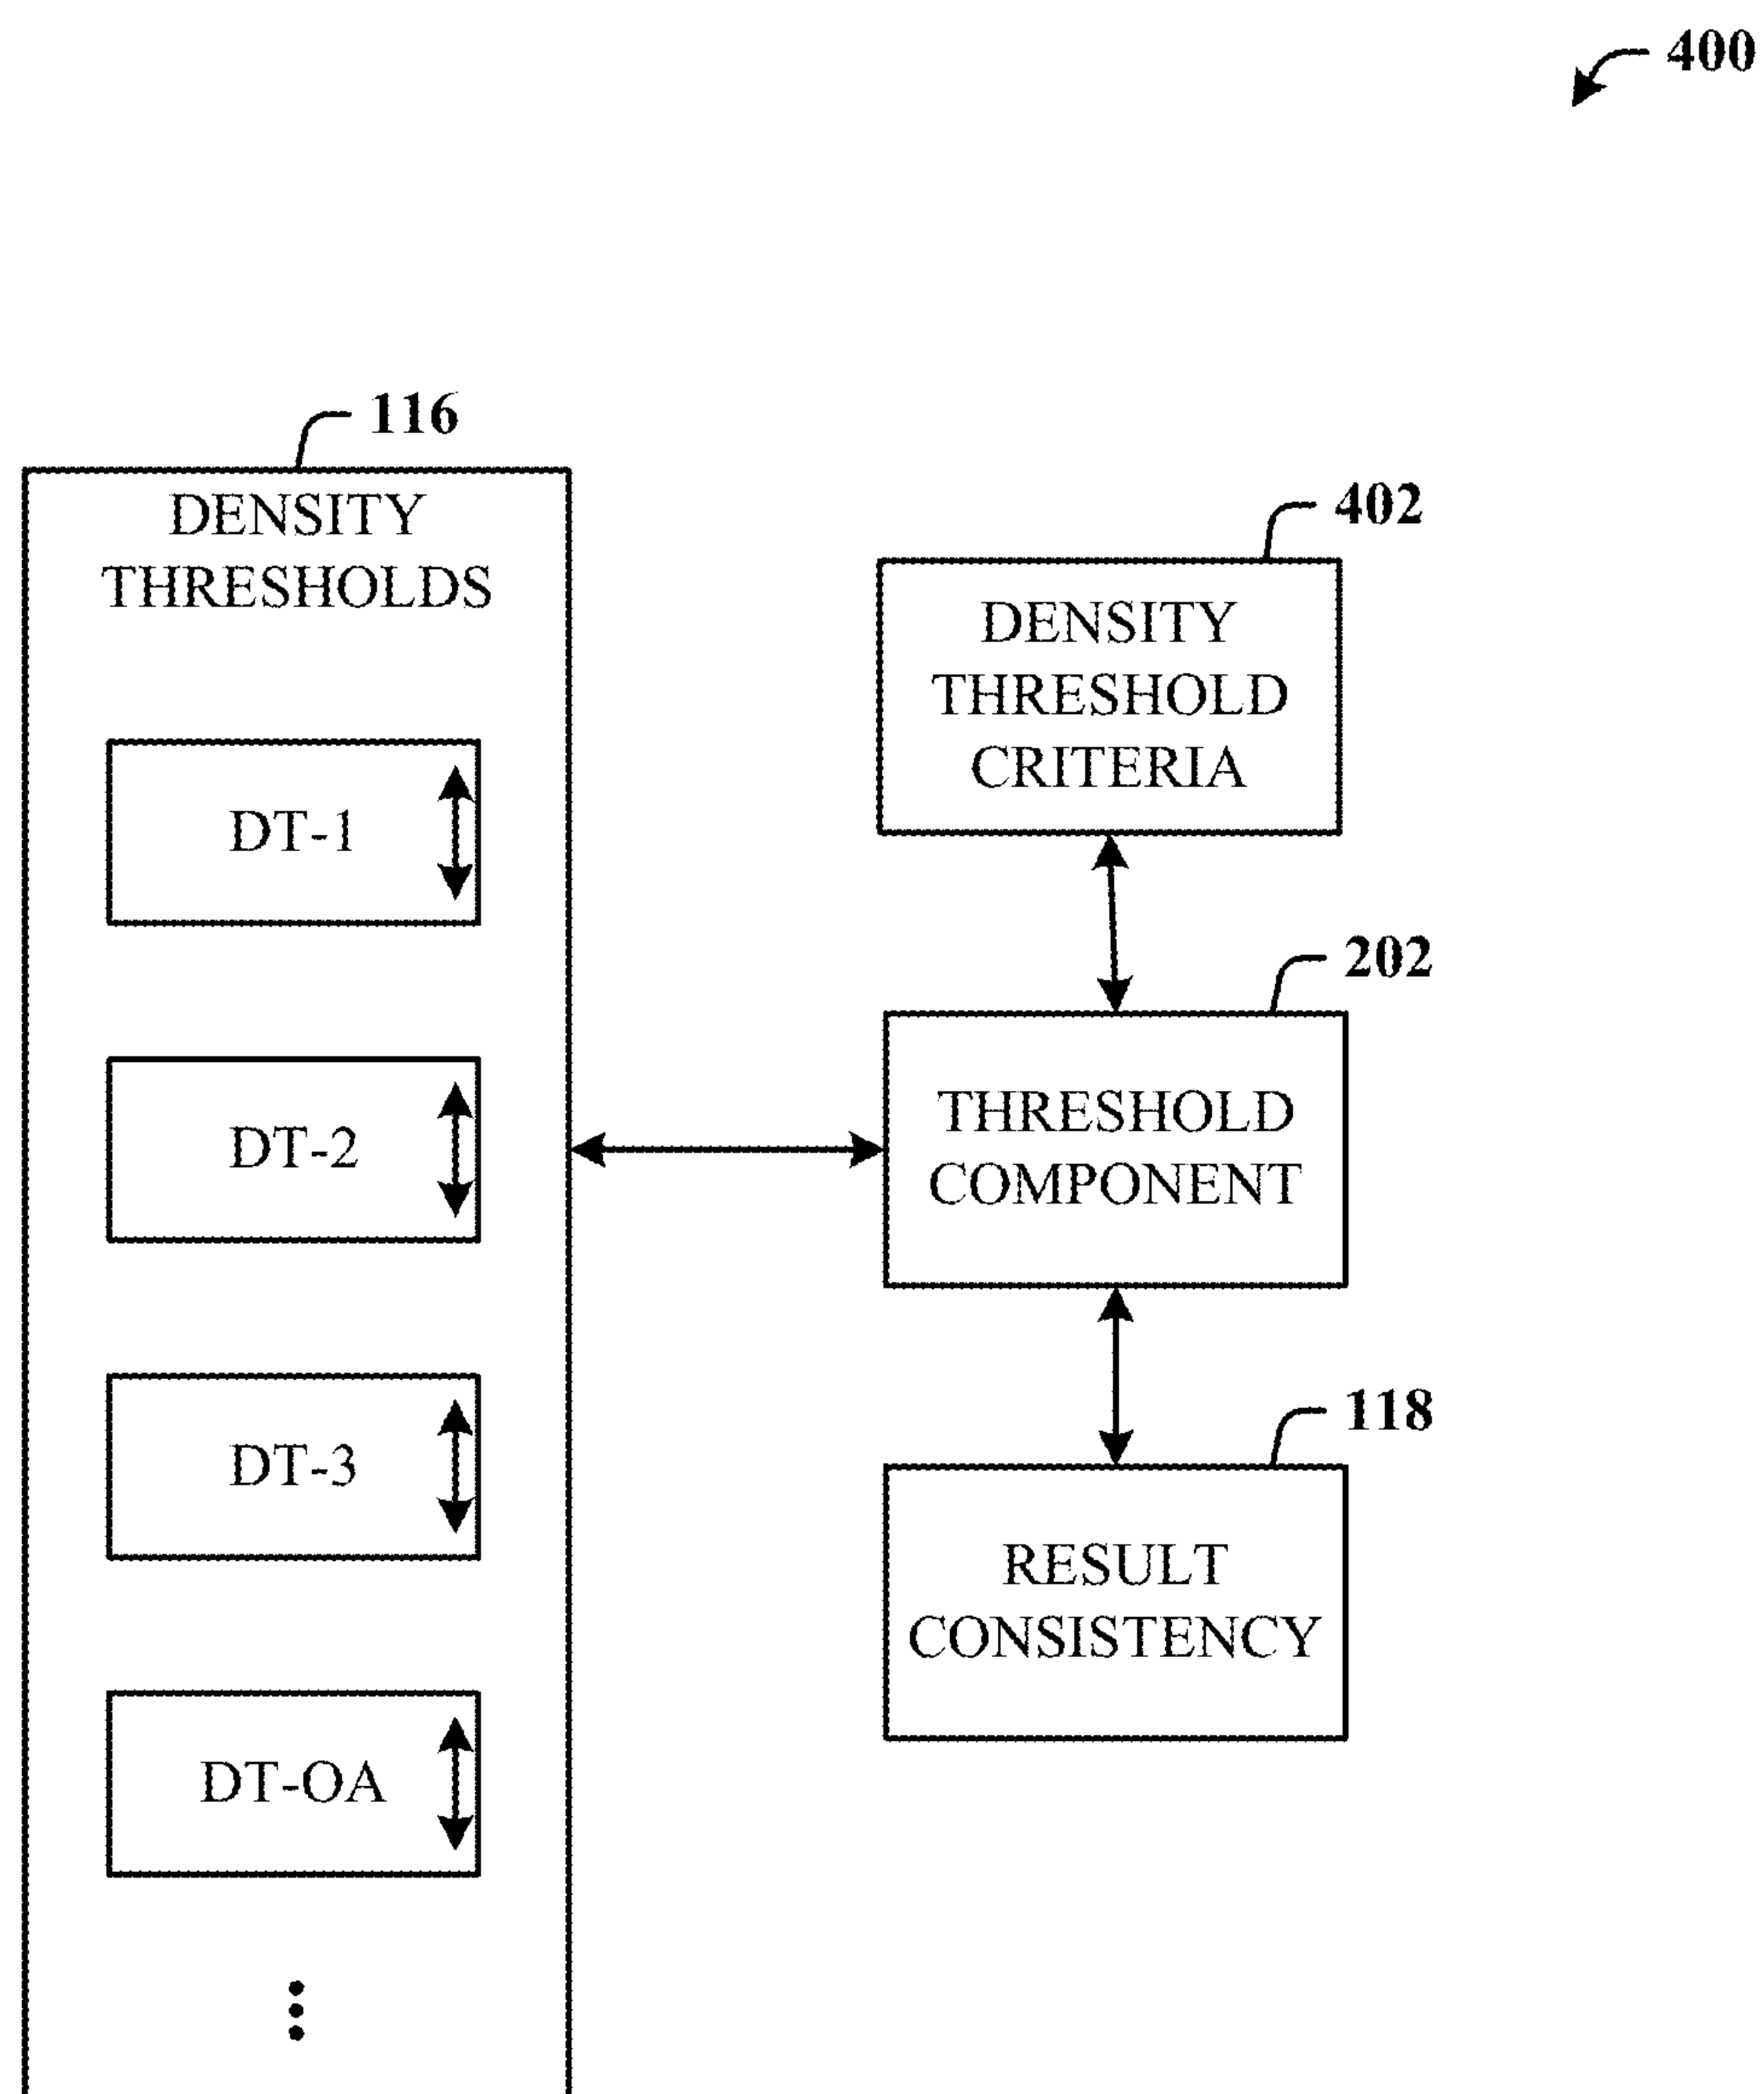 400
116
DENSITY
THRESHOLDS
DT-1
DT-2
DT-3
DT-OA
402
DENSITY
THRESHOLD
CRITERIA
202
THRESHOLD
COMPONENT
118
RESULT
CONSISTENCY